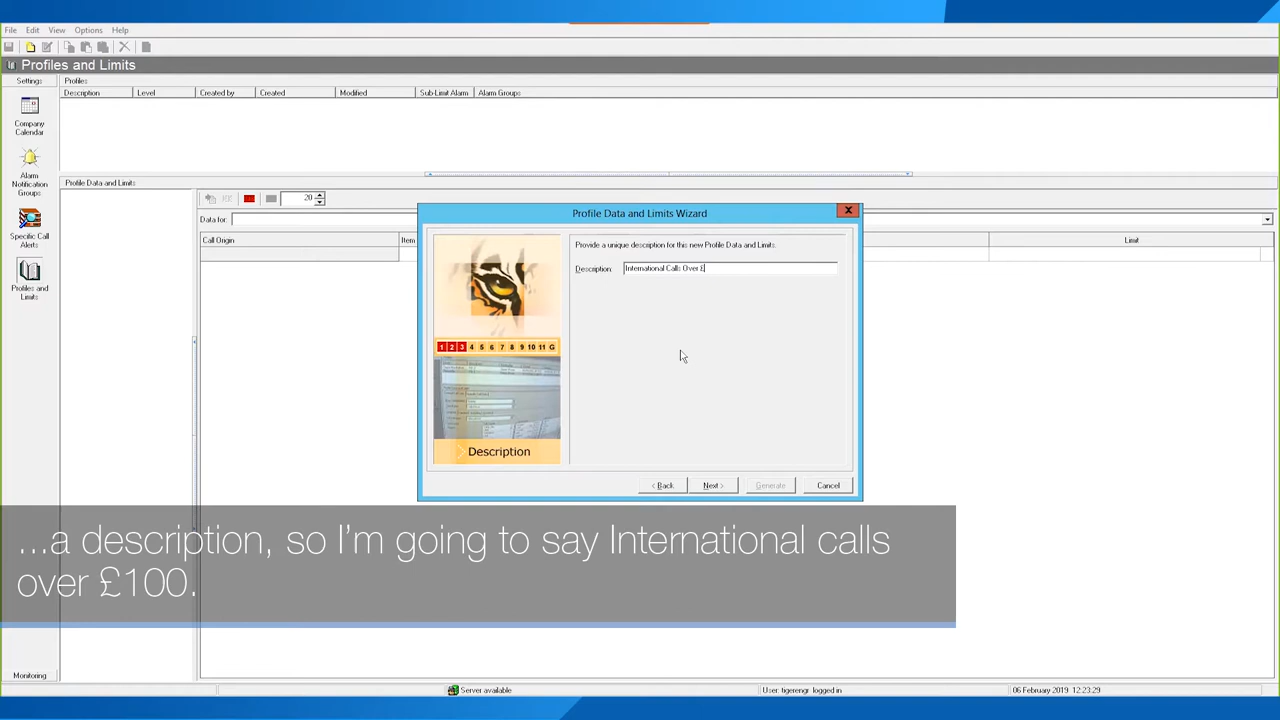 File Edit View Options Help
Profiles and Limits
Settings
Profiles
Description Level Created by Created Modified Sub-Limit Alarm Alarm Groups
Company
Calendar
Alarm
Notification
Groups
Specific Call
Alerts
Profiles and
Limits
Profile Data and Limits
20
Data for:
Call Origin Item Limit
Profile Data and Limits Wizard
X
Provide a unique description for this new Profile Data and Limits.
Description: International Calls Over £
1 2 3 4 5 6 7 8 9 10 11 G
Description
< Back Next > Generate Cancel
...a description, so I'm going to say International calls
over £100.
Monitoring
Server available User: tigerengr logged in 06 February 2019 12:23:29